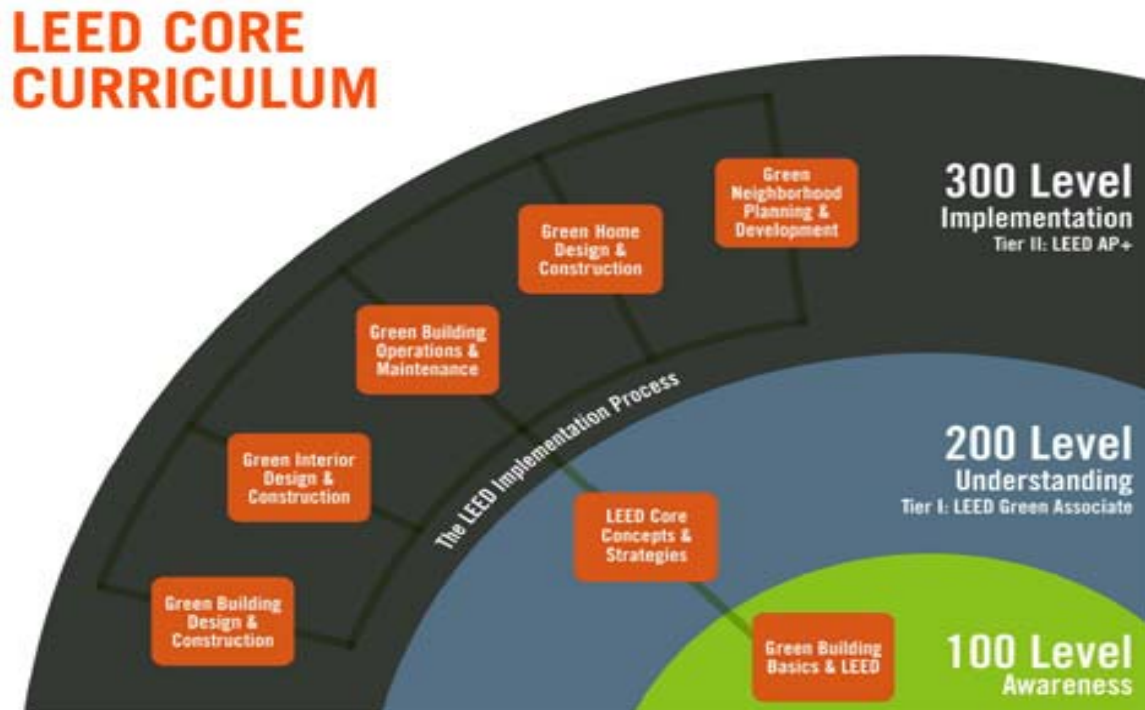 LEED CORE
CURRICULUM
Green
Neighborhood
Planning &
Development
300 Level
Implementation
Tier II: LEED AP+
Green Home
Design &
Construction
Green Building
Operations &
Maintenance
The LEED Implementation Process
Green Interior
Design &
Construction
200 Level
Understanding
Tier I: LEED Green Associate
LEED Core
Concepts &
Strategies
Green Building
Design &
Construction
Green Building
Basics & LEED
100 Level
Awareness